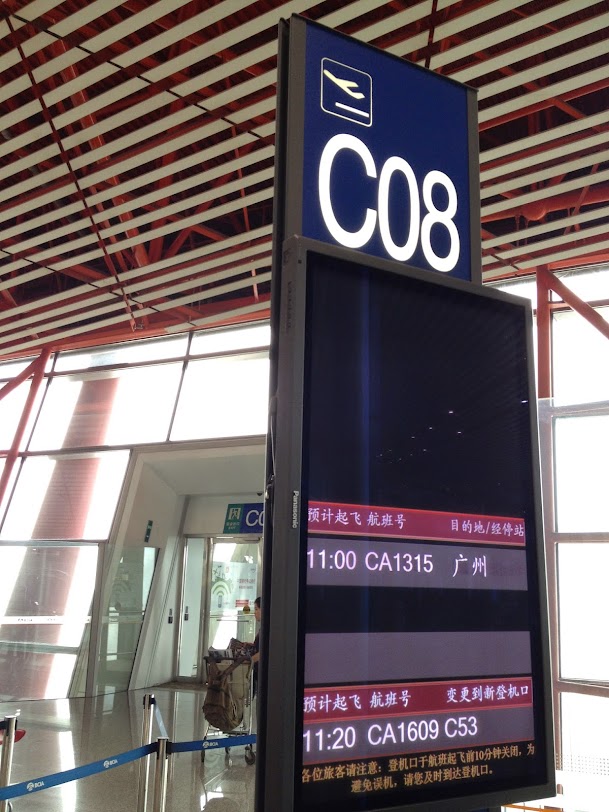 C08
Panasonic
预计起飞 航班号 目的地/经停站
11:00 CA1315 广州
预计起飞 航班号 变更到新登机口
11:20 CA1609 C53
各位旅客请注意：登机口于航班起飞前10分钟关闭，为
避免误机，请您及时到达登机口。
BCIA
BCIA